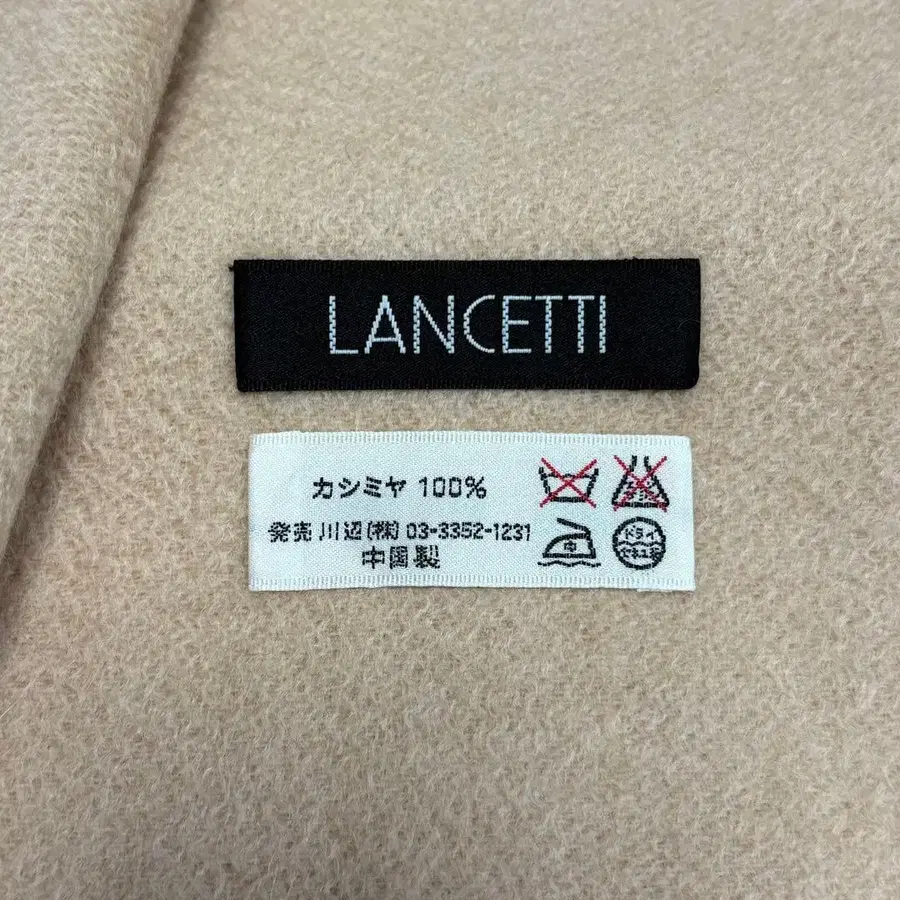 LANCETTI
カシミヤ 100%
発売 川辺(株) 03-3352-1231
中国製
ドライ